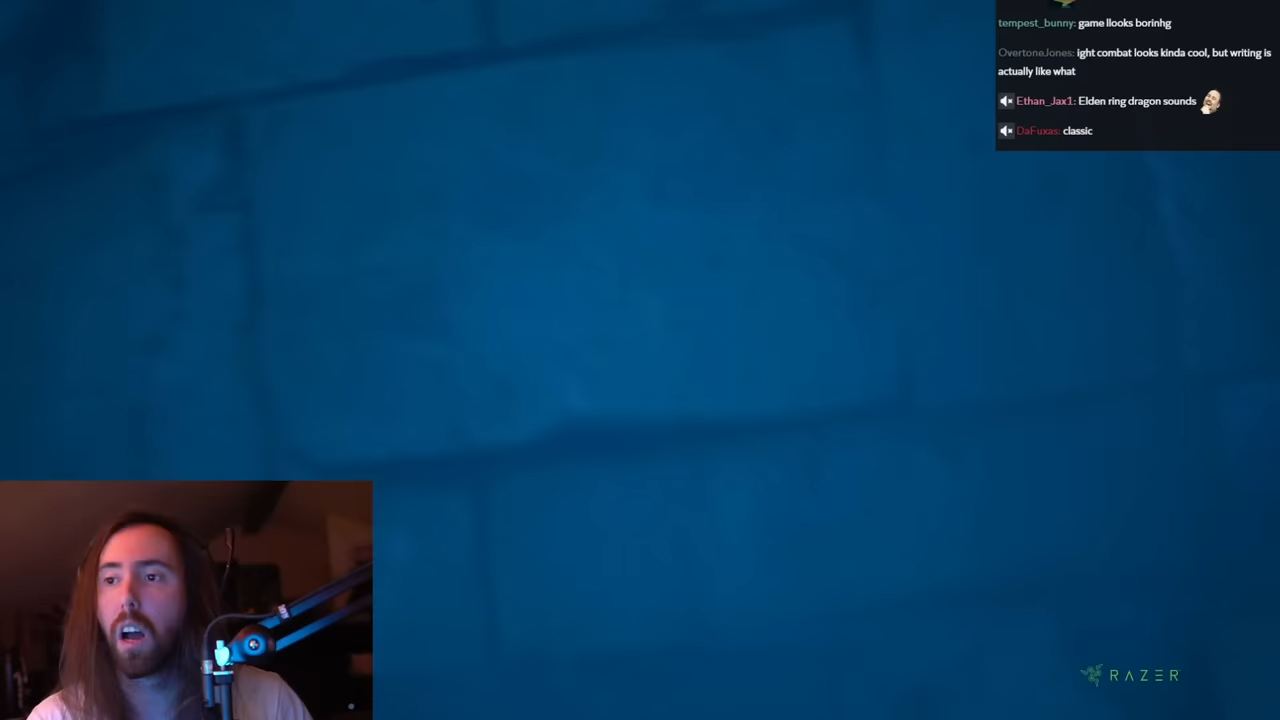 tempest_bunny: game llooks borinhg
OvertoneJones: ight combat looks kinda cool, but writing is
actually like what
Ethan_Jax1: Elden ring dragon sounds
DaFuxas: classic
RAZER